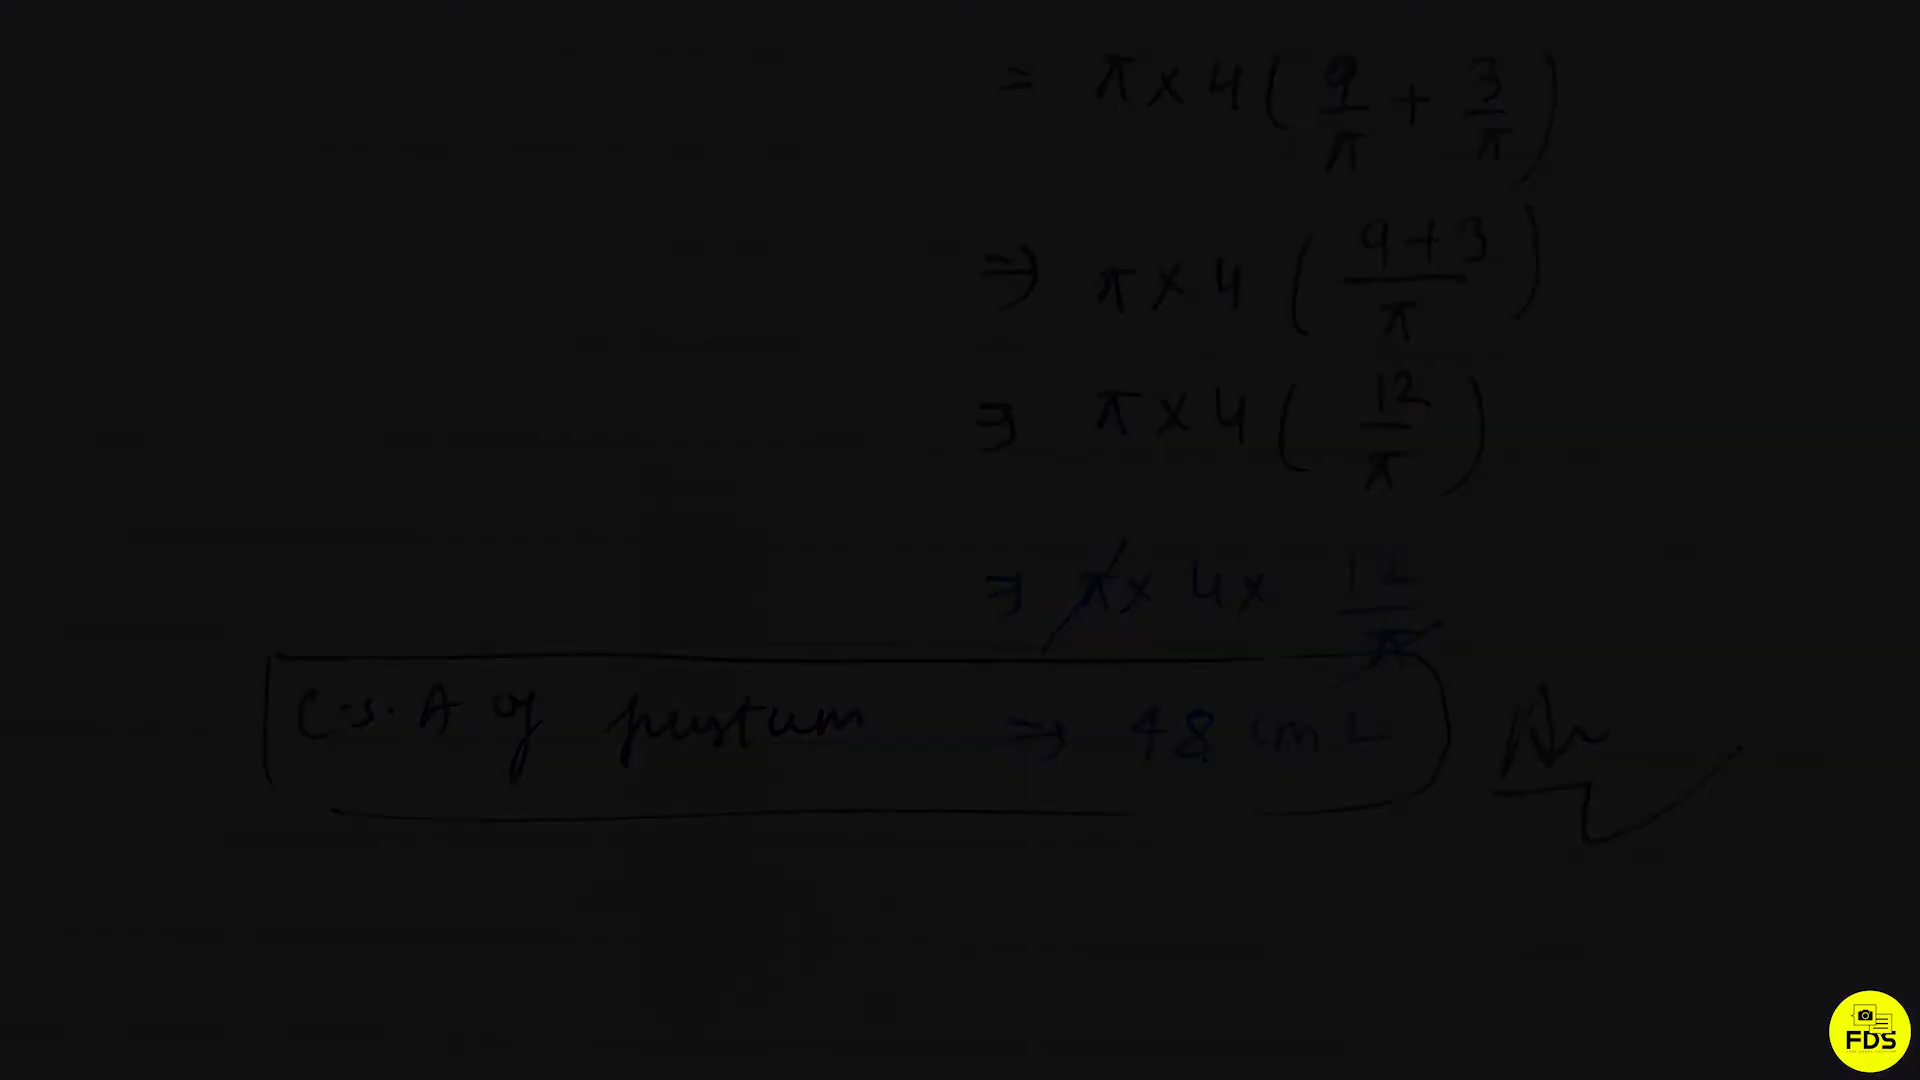 = π × 4 ( 9/π + 3/π )
⇒ π × 4 ( 9+3/π )
⇒ π × 4 ( 12/π )
⇒ π × 4 × 12/π
C.S.A of frustum ⇒ 48 cm2
FDS